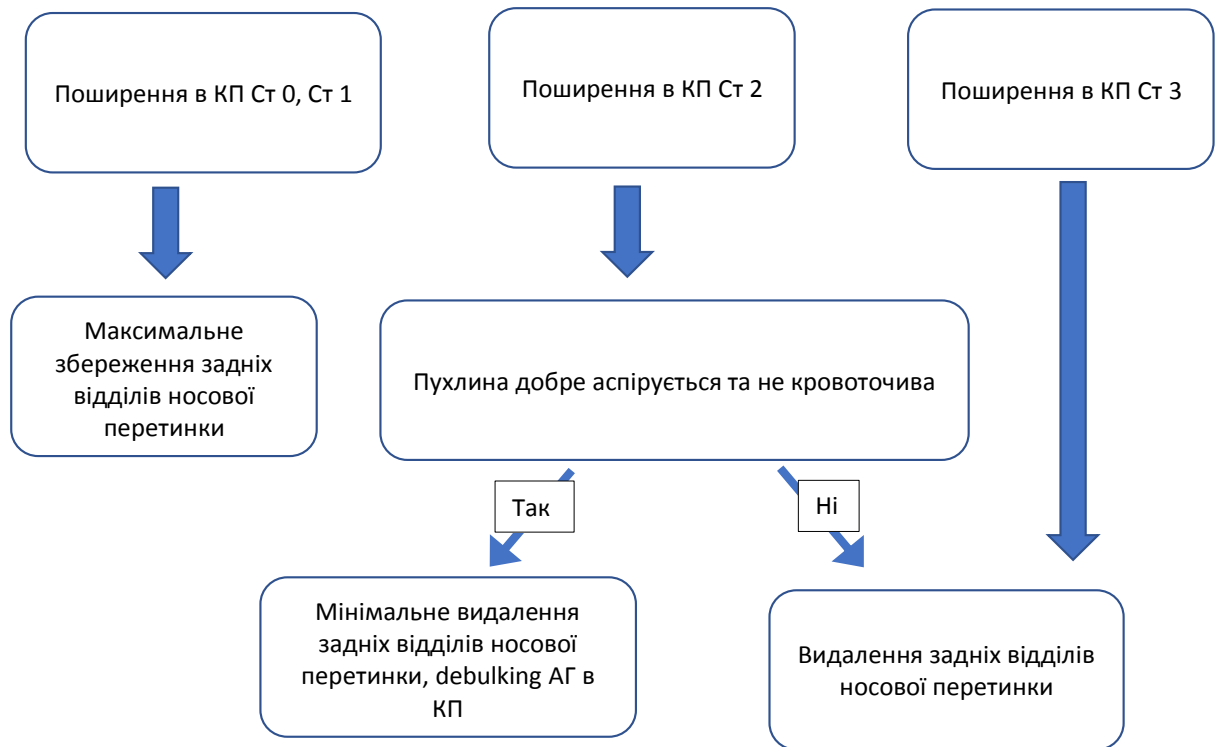 Поширення в КП Ст 0, Ст 1
Поширення в КП Ст 2
Поширення в КП Ст 3
Максимальне
збереження задніх
відділів носової
перетинки
Пухлина добре аспірується та не кровоточива
Так
Ні
Мінімальне видалення
задніх відділів носової
перетинки, debulking АГ в
КП
Видалення задніх відділів
носової перетинки